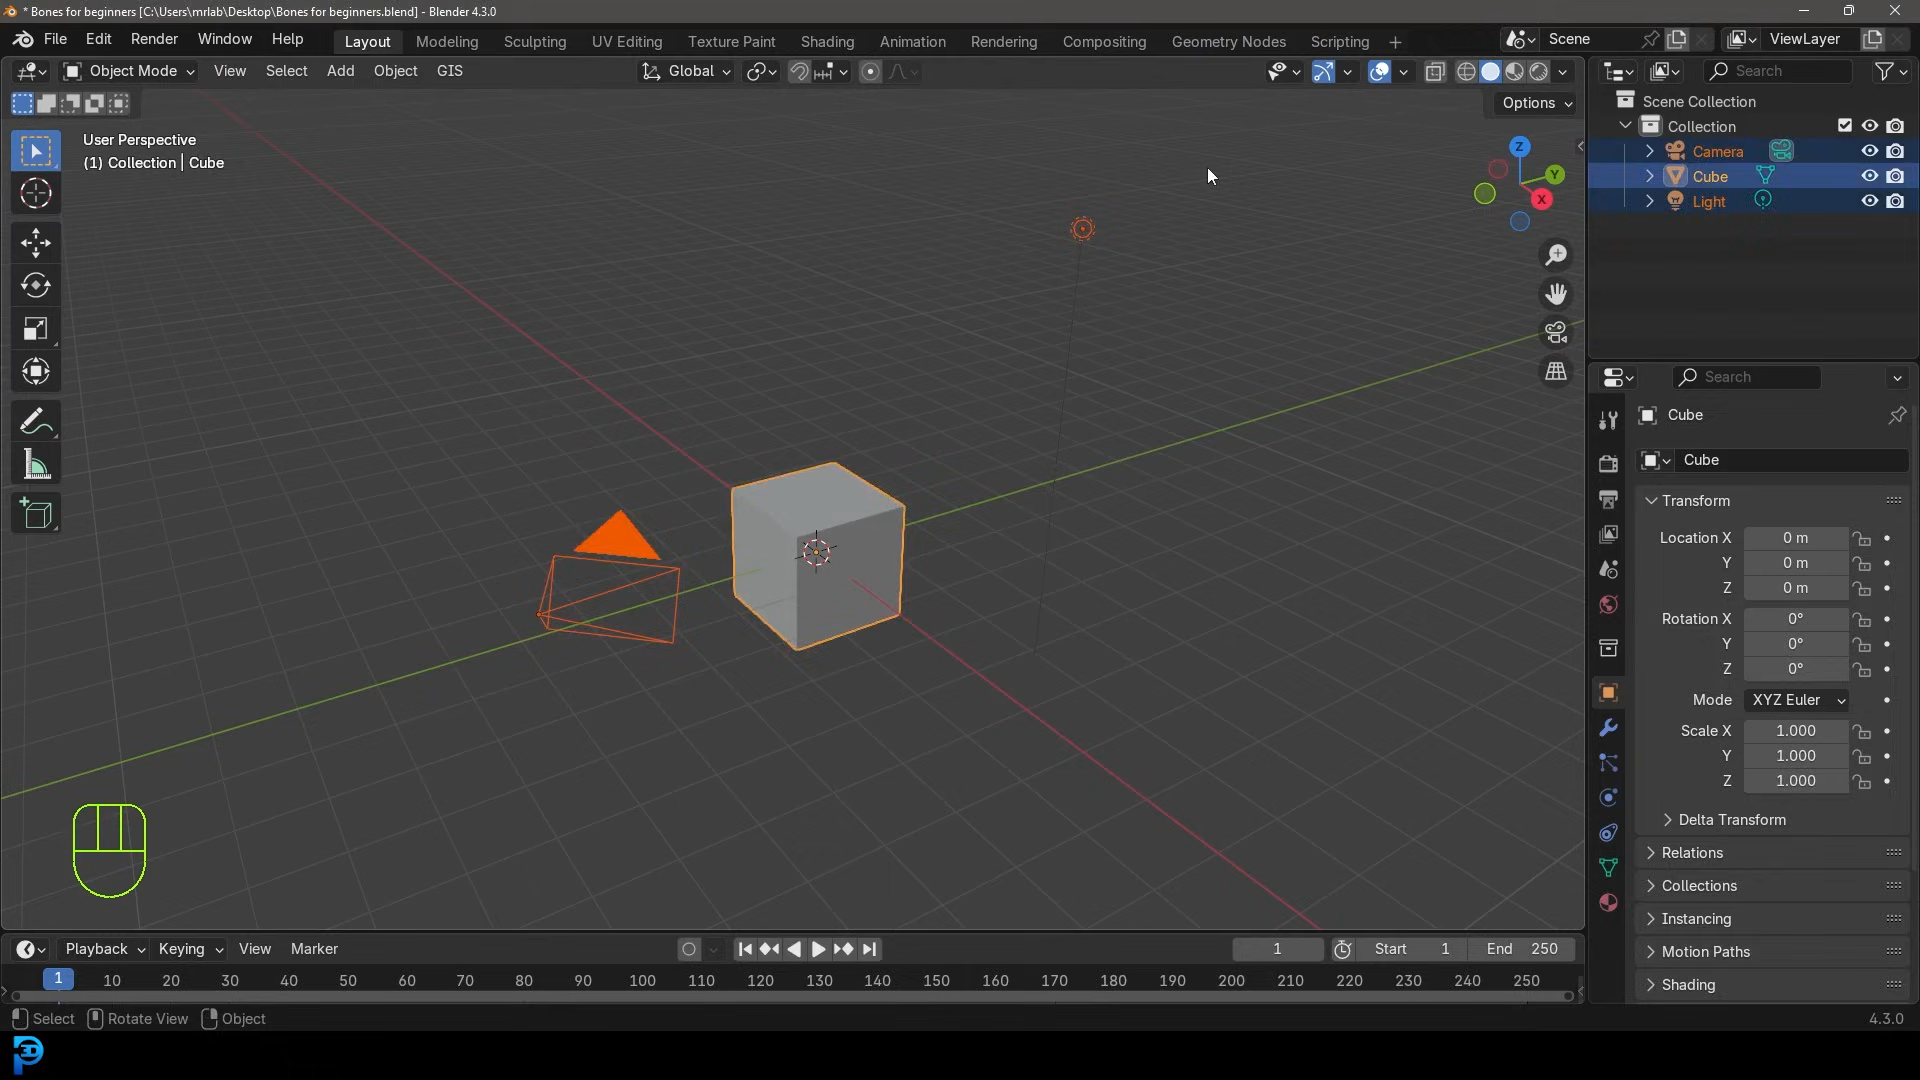 * Bones for beginners [C:\Users\mrlab\Desktop\Bones for beginners.blend] - Blender 4.3.0
File Edit Render Window Help Layout Modeling Sculpting UV Editing Texture Paint Shading Animation Rendering Compositing Geometry Nodes Scripting + Scene ViewLayer
Object Mode View Select Add Object GIS Global Search
Options
Scene Collection
Collection
Camera
Cube
Light
User Perspective
(1) Collection | Cube
Z
Y
X
Search
Cube
Cube
Transform
Location X 0 m
Y 0 m
Z 0 m
Rotation X 0°
Y 0°
Z 0°
Mode XYZ Euler
Scale X 1.000
Y 1.000
Z 1.000
Delta Transform
Relations
Collections
Instancing
Motion Paths
Shading
Playback Keying View Marker 1 Start 1 End 250
1 10 20 30 40 50 60 70 80 90 100 110 120 130 140 150 160 170 180 190 200 210 220 230 240 250
Select Rotate View Object 4.3.0
3D